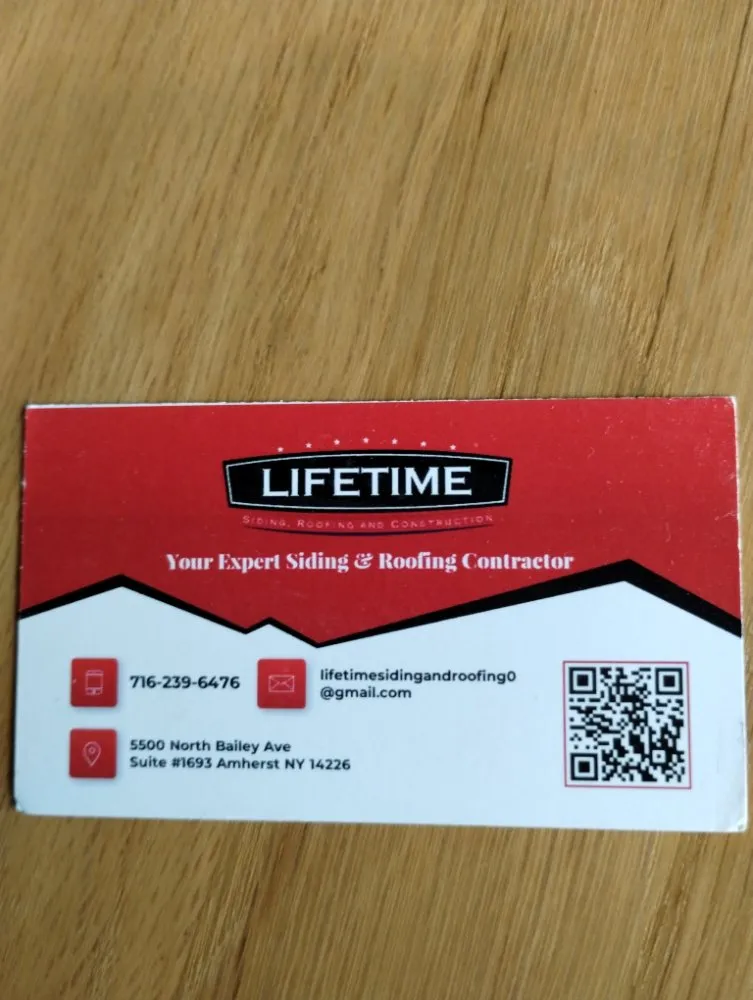 LIFETIME
SIDING, ROOFING AND CONSTRUCTION
Your Expert Siding & Roofing Contractor
716-239-6476
lifetimesidingandroofing0
@gmail.com
5500 North Bailey Ave
Suite #1693 Amherst NY 14226